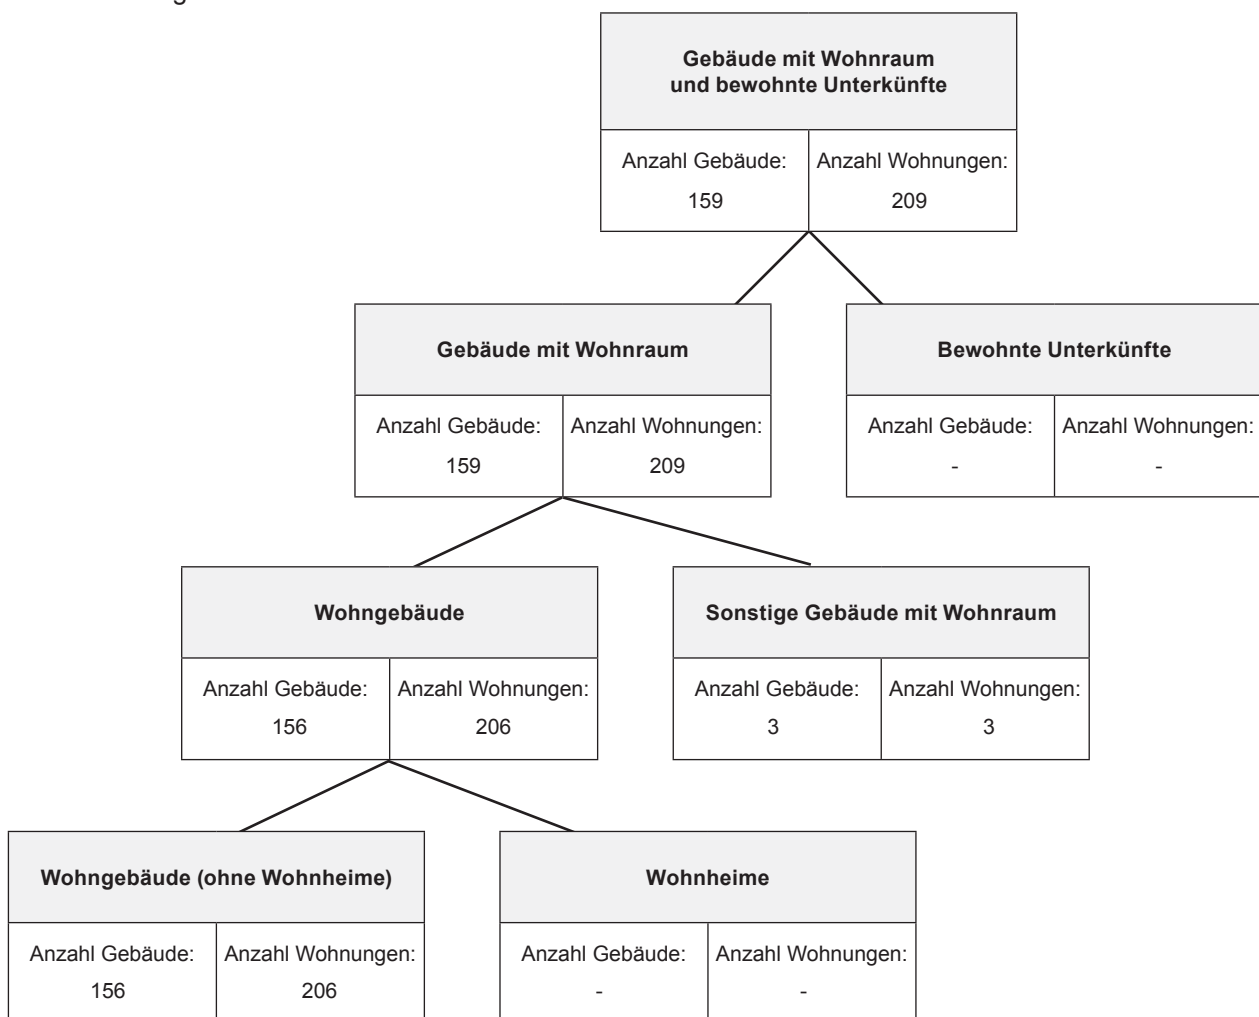 Gebäude mit Wohnraum
und bewohnte Unterkünfte
Anzahl Gebäude: Anzahl Wohnungen:
159 209
Gebäude mit Wohnraum
Anzahl Gebäude: Anzahl Wohnungen:
159 209
Bewohnte Unterkünfte
Anzahl Gebäude: Anzahl Wohnungen:
- -
Wohngebäude
Anzahl Gebäude: Anzahl Wohnungen:
156 206
Sonstige Gebäude mit Wohnraum
Anzahl Gebäude: Anzahl Wohnungen:
3 3
Wohngebäude (ohne Wohnheime)
Anzahl Gebäude: Anzahl Wohnungen:
156 206
Wohnheime
Anzahl Gebäude: Anzahl Wohnungen:
- -